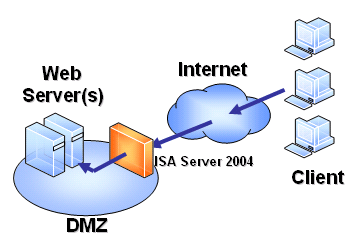 Internet
Web
Server(s)
ISA Server 2004
Client
DMZ